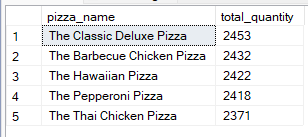 pizza_name total_quantity
1 The Classic Deluxe Pizza 2453
2 The Barbecue Chicken Pizza 2432
3 The Hawaiian Pizza 2422
4 The Pepperoni Pizza 2418
5 The Thai Chicken Pizza 2371